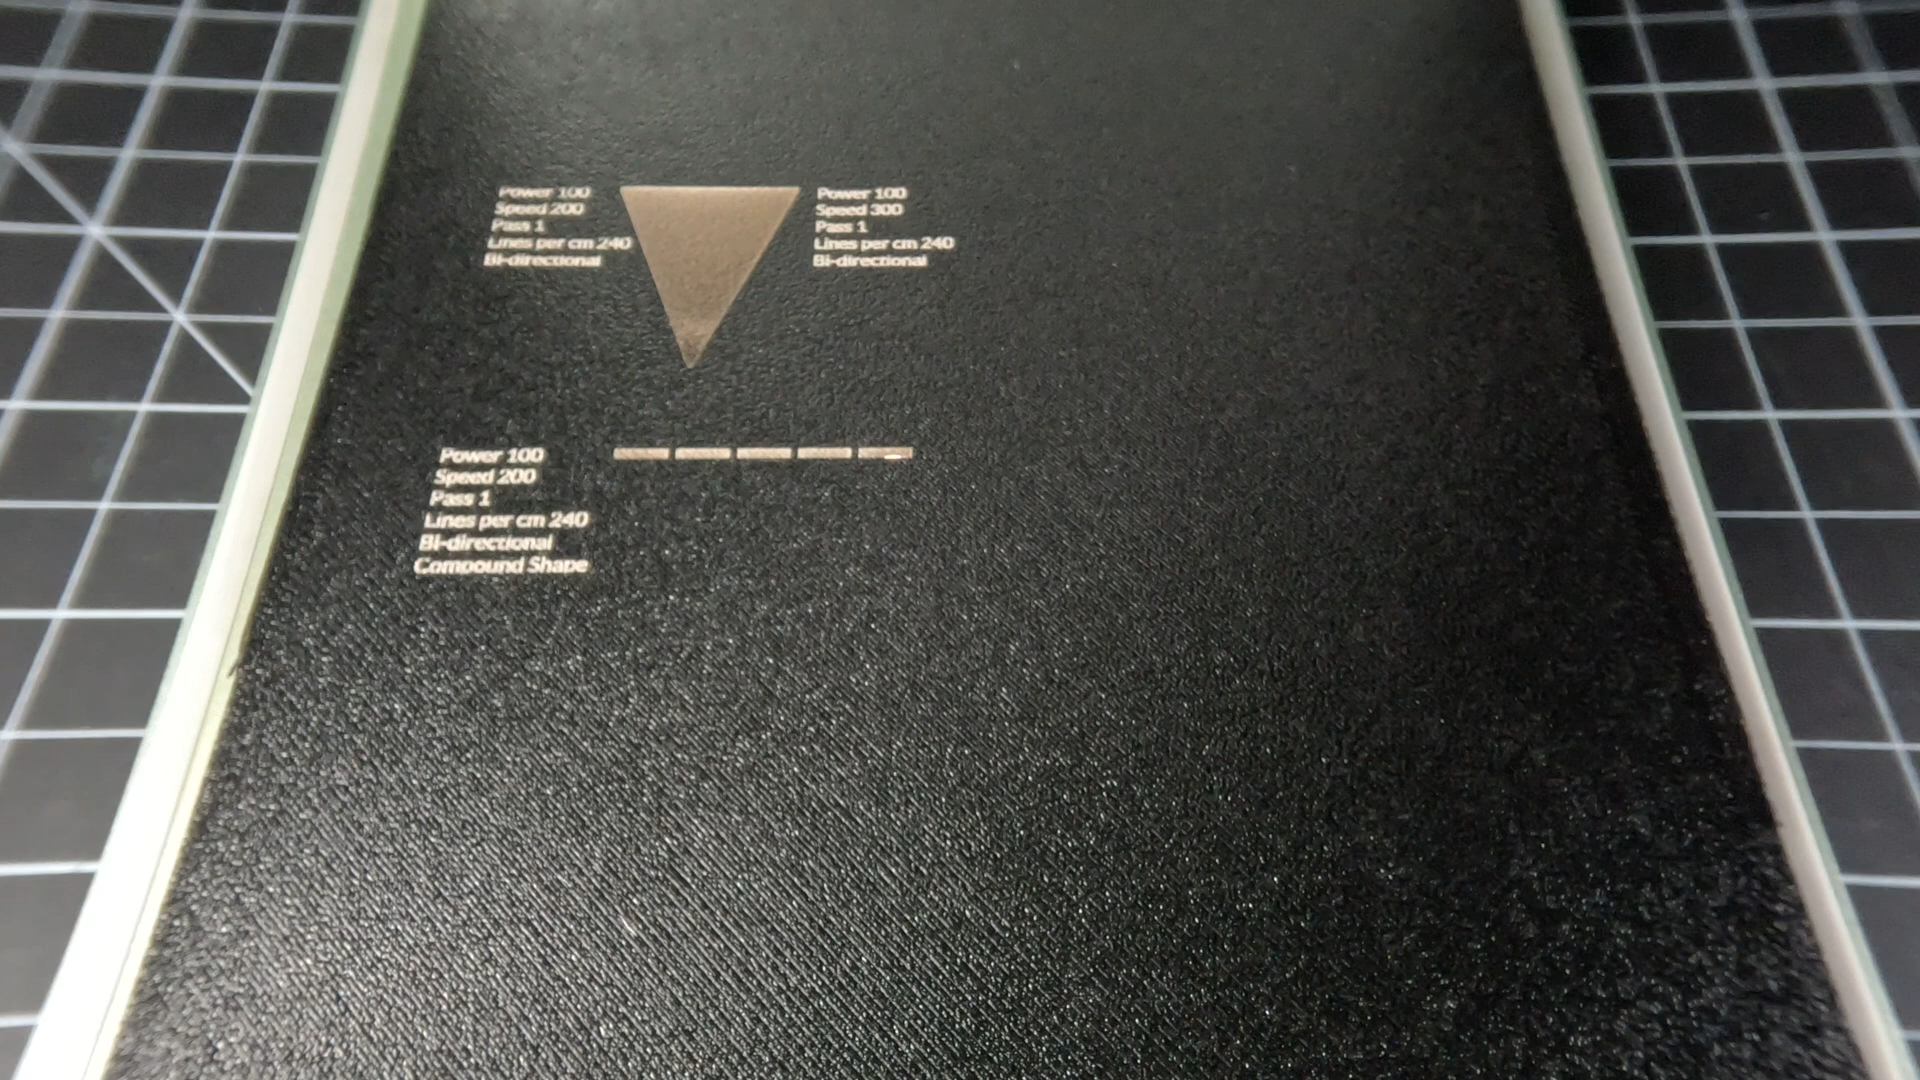 Power 100
Speed 200
Pass 1
Lines per cm 240
Bi-directional
Power 100
Speed 300
Pass 1
Lines per cm 240
Bi-directional
Power 100
Speed 200
Pass 1
Lines per cm 240
Bi-directional
Compound Shape